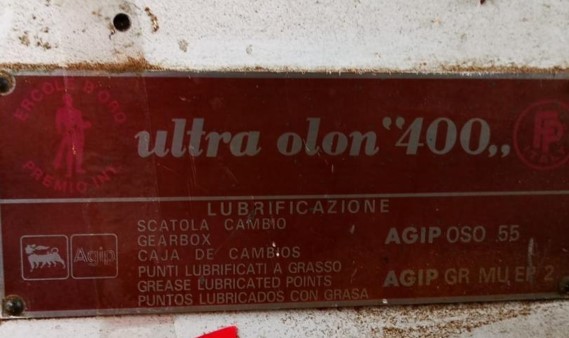 ERCOLE D'ORO
PREMIO INT.
ultra olon "400„
LUBRIFICAZIONE
SCATOLA CAMBIO
GEARBOX
CAJA DE CAMBIOS
AGIP OSO 55
PUNTI LUBRIFICATI A GRASSO
GREASE LUBRICATED POINTS
PUNTOS LUBRICADOS CON GRASA
AGIP GR MU EP 2
Agip